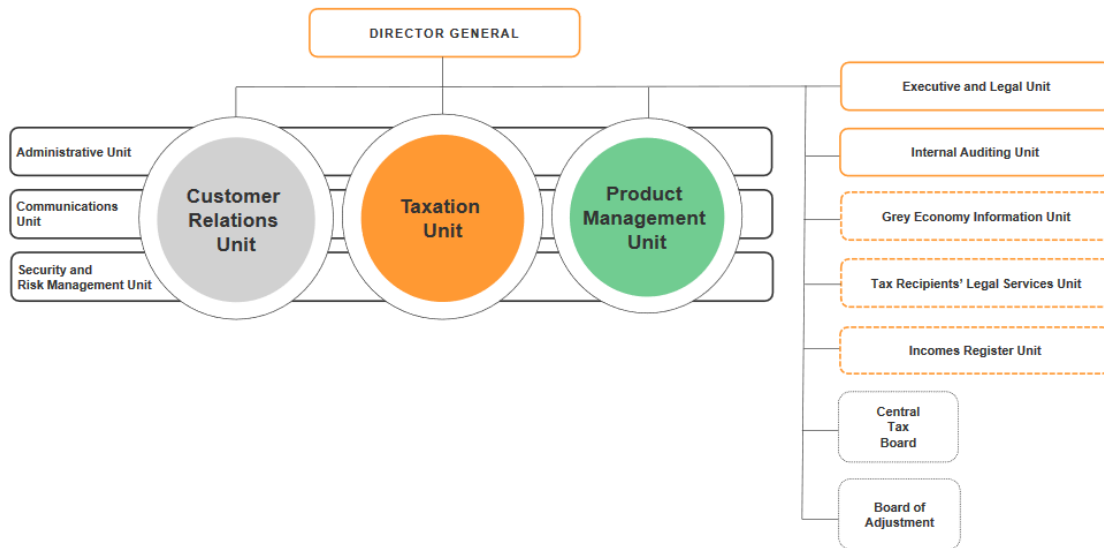 DIRECTOR GENERAL
Executive and Legal Unit
Administrative Unit
Internal Auditing Unit
Customer
Relations
Unit
Taxation
Unit
Product
Management
Unit
Communications
Unit
Grey Economy Information Unit
Security and
Risk Management Unit
Tax Recipients' Legal Services Unit
Incomes Register Unit
Central
Tax
Board
Board of
Adjustment